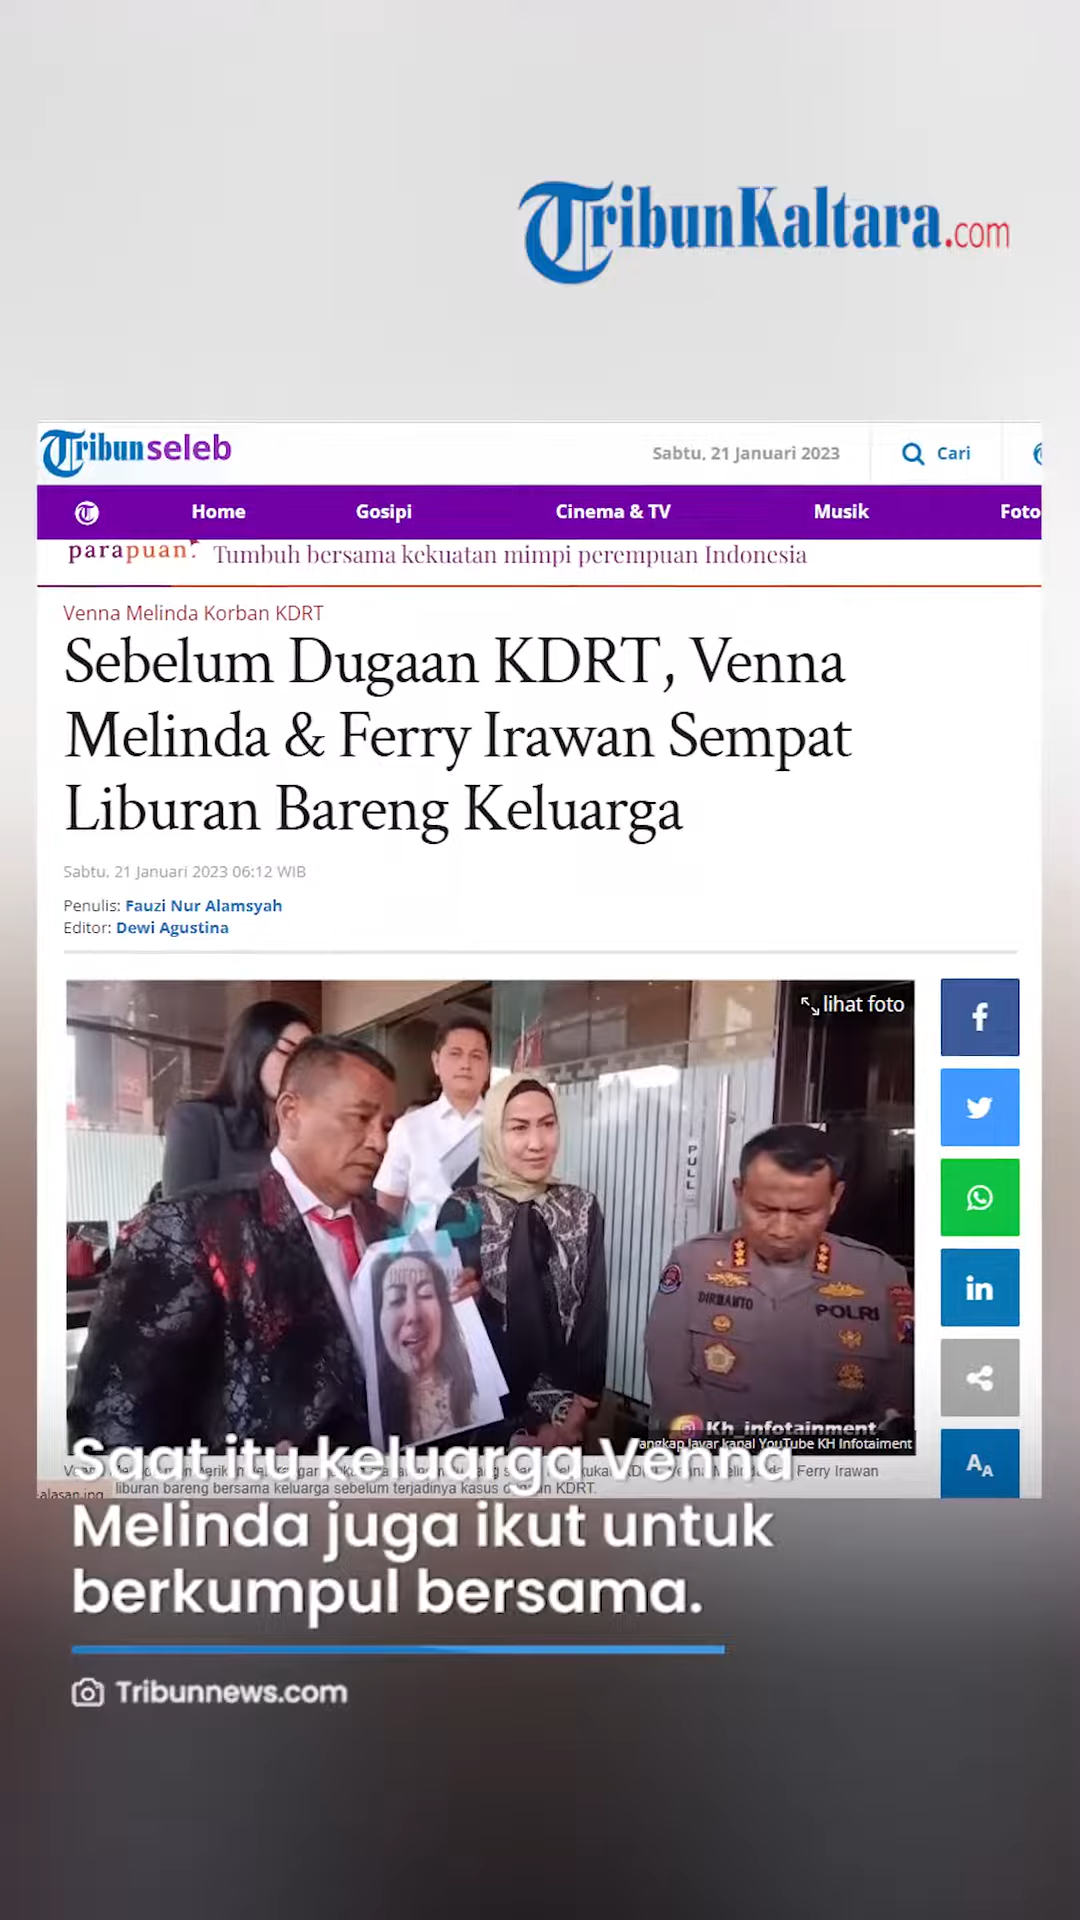 TribunKaltara.com
Tribunseleb
Sabtu, 21 Januari 2023
Cari
Home
Gosipi
Cinema & TV
Musik
Foto
parapuan.
Tumbuh bersama kekuatan mimpi perempuan Indonesia
Venna Melinda Korban KDRT
Sebelum Dugaan KDRT, Venna
Melinda & Ferry Irawan Sempat
Liburan Bareng Keluarga
Sabtu, 21 Januari 2023 06:12 WIB
Penulis: Fauzi Nur Alamsyah
Editor: Dewi Agustina
lihat foto
PULL
DIRMANTO
POLRI
Kh_infotainment
angkap layar kanal YouTube KH Infotaiment
Ferry Irawan
liburan bareng bersama keluarga sebelum terjadinya kasus KDRT.
-alasan.jpg
Saat itu keluarga Venna
Melinda juga ikut untuk
berkumpul bersama.
Tribunnews.com